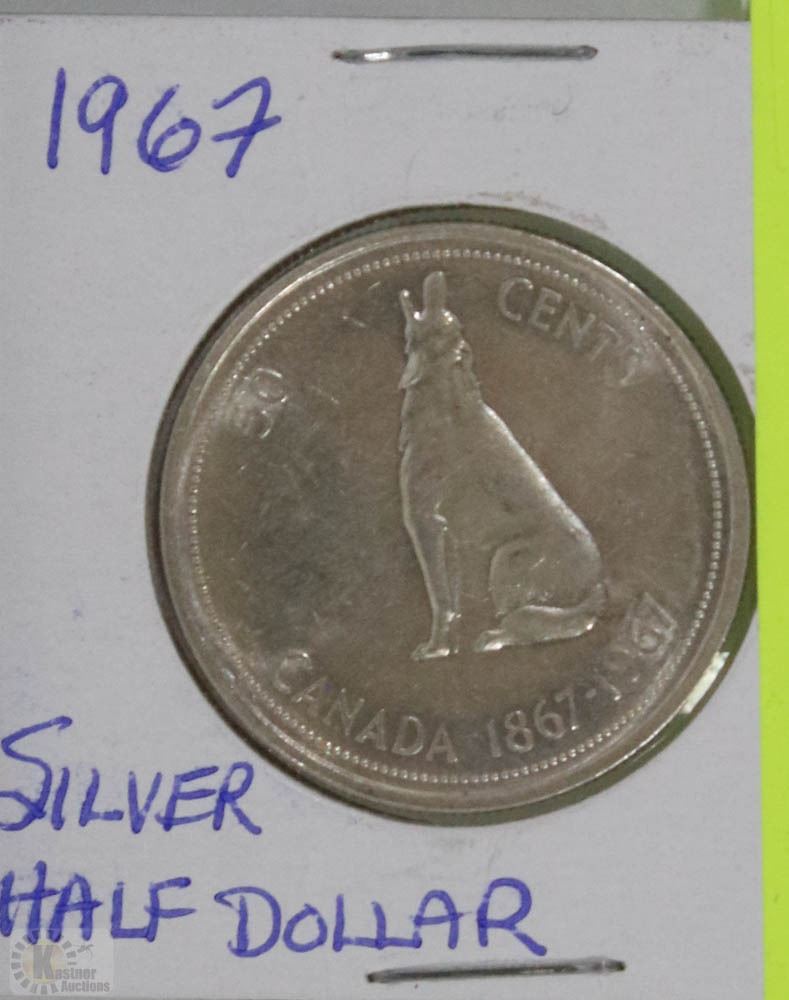 1967
50 CENTS
CANADA 1867-1967
SILVER
HALF DOLLAR
Kastner
Auctions